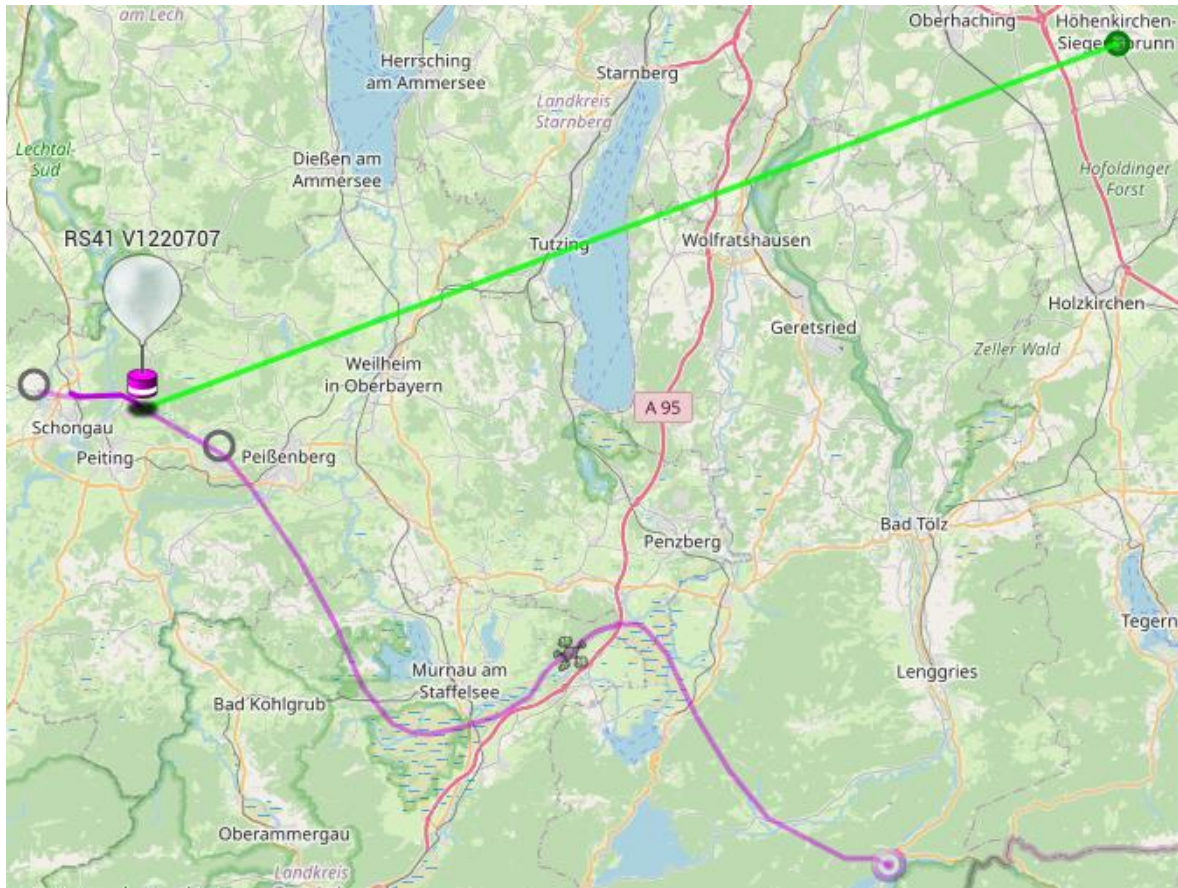 am Lech
Oberhaching
Höhenkirchen-
Herrsching
am Ammersee
Starnberg
Landkreis
Starnberg
Lechtal-
Süd
Dießen am
Ammersee
Hofoldinger
Forst
RS41 V1220707
Tutzing
Wolfratshausen
Holzkirchen
Geretsried
Zeller Wald
Weilheim
in Oberbayern
A 95
Schongau
Peiting
Peißenberg
Bad Tölz
Penzberg
Tegern
Murnau am
Staffelsee
Lenggries
Bad Köhlgrub
Oberammergau
Landkreis